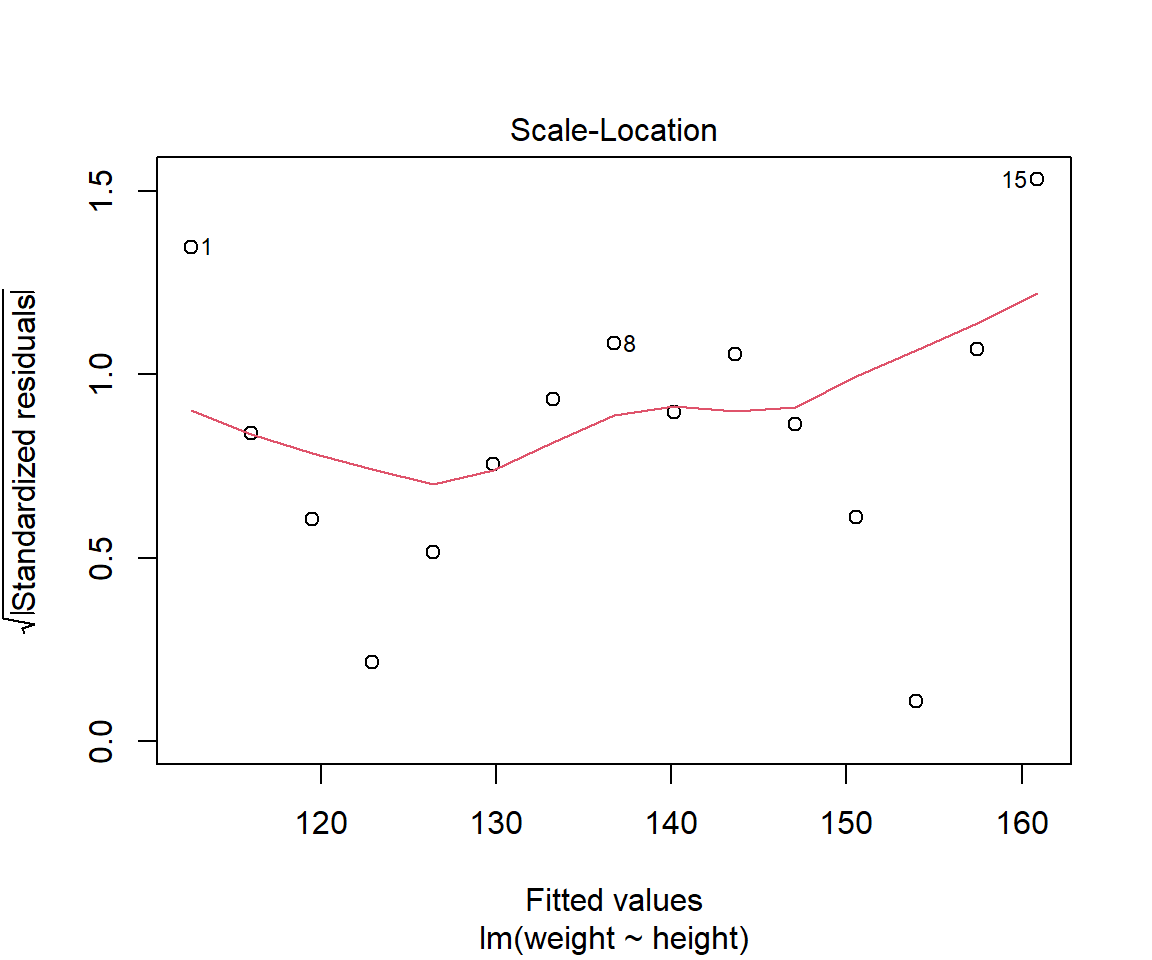 Scale-Location
√|Standardized residuals|
1.5
1.0
0.5
0.0
1
8
15
120 130 140 150 160
Fitted values
lm(weight ~ height)